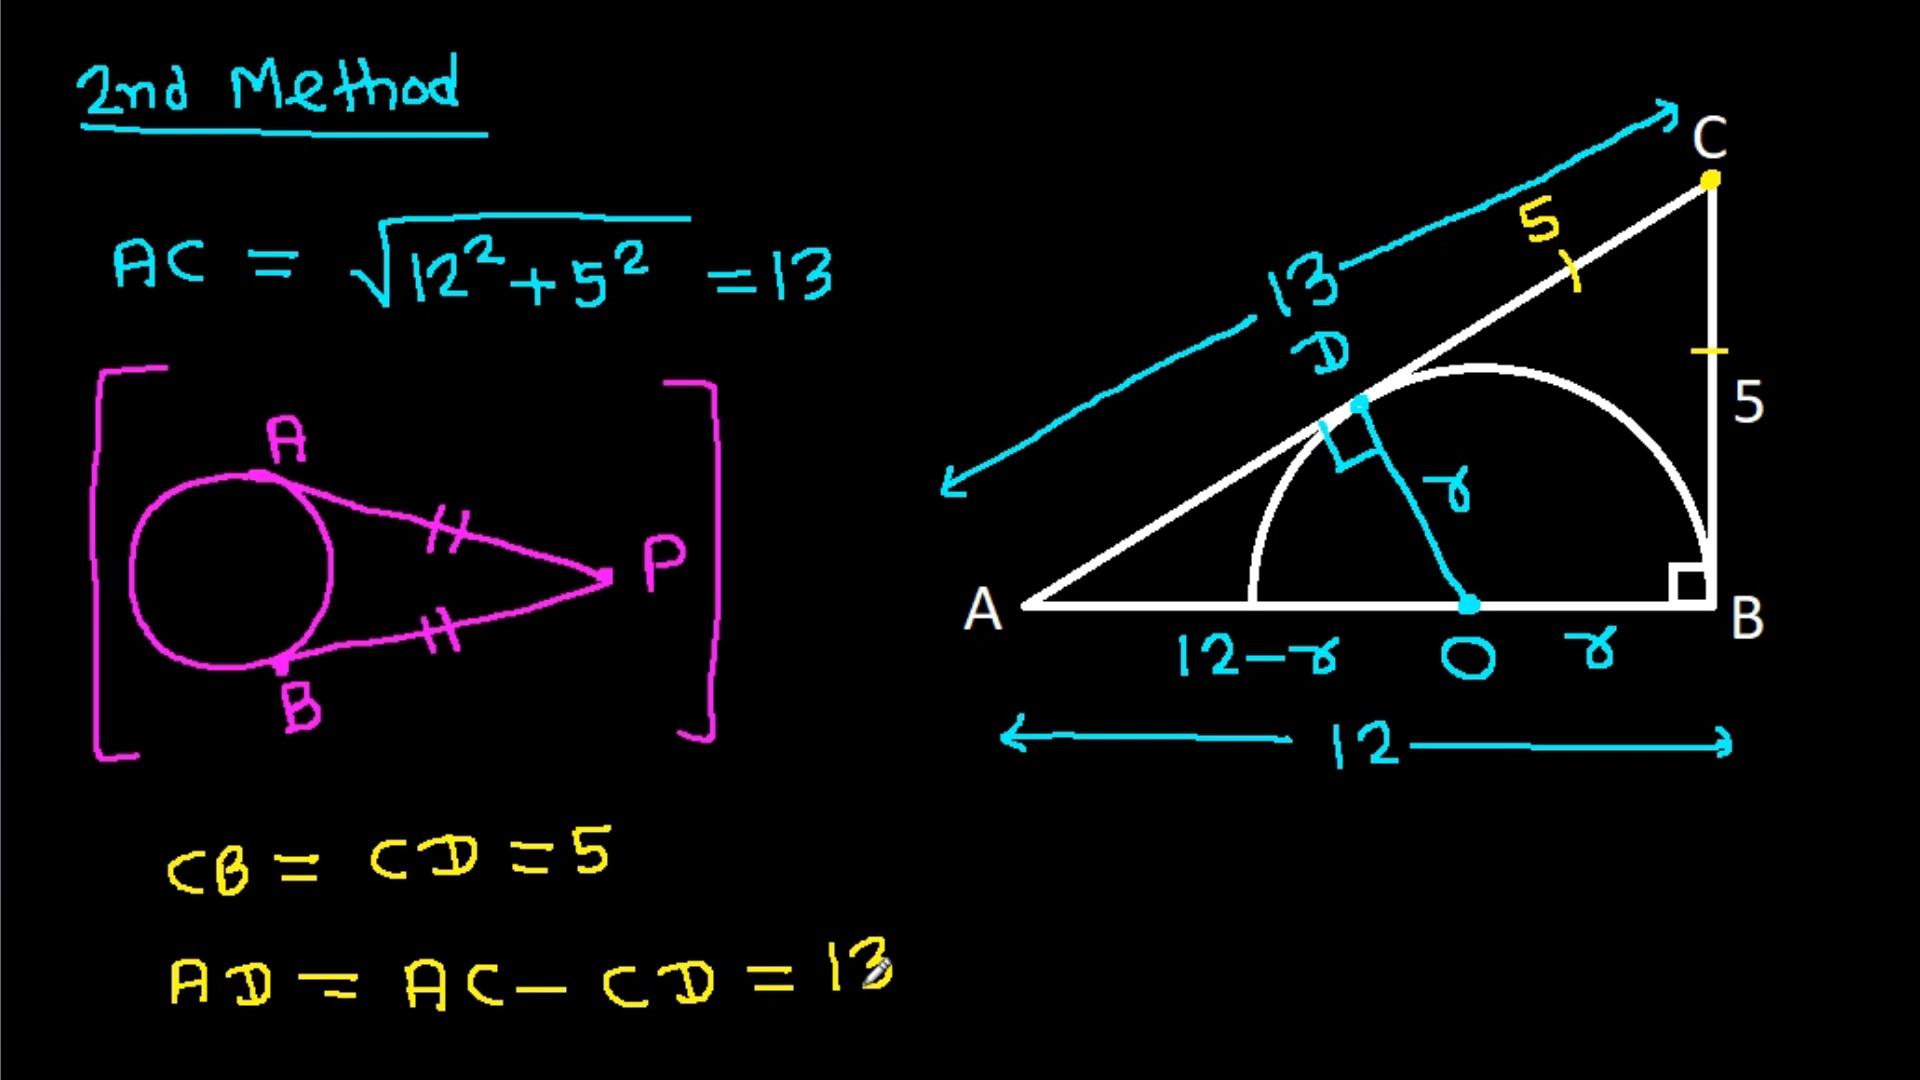 2nd Method
AC = √12²+5² = 13
A
P
B
CB = CD = 5
AD = AC - CD = 13
C
5
13
D
5
r
A
B
12-r O r
12